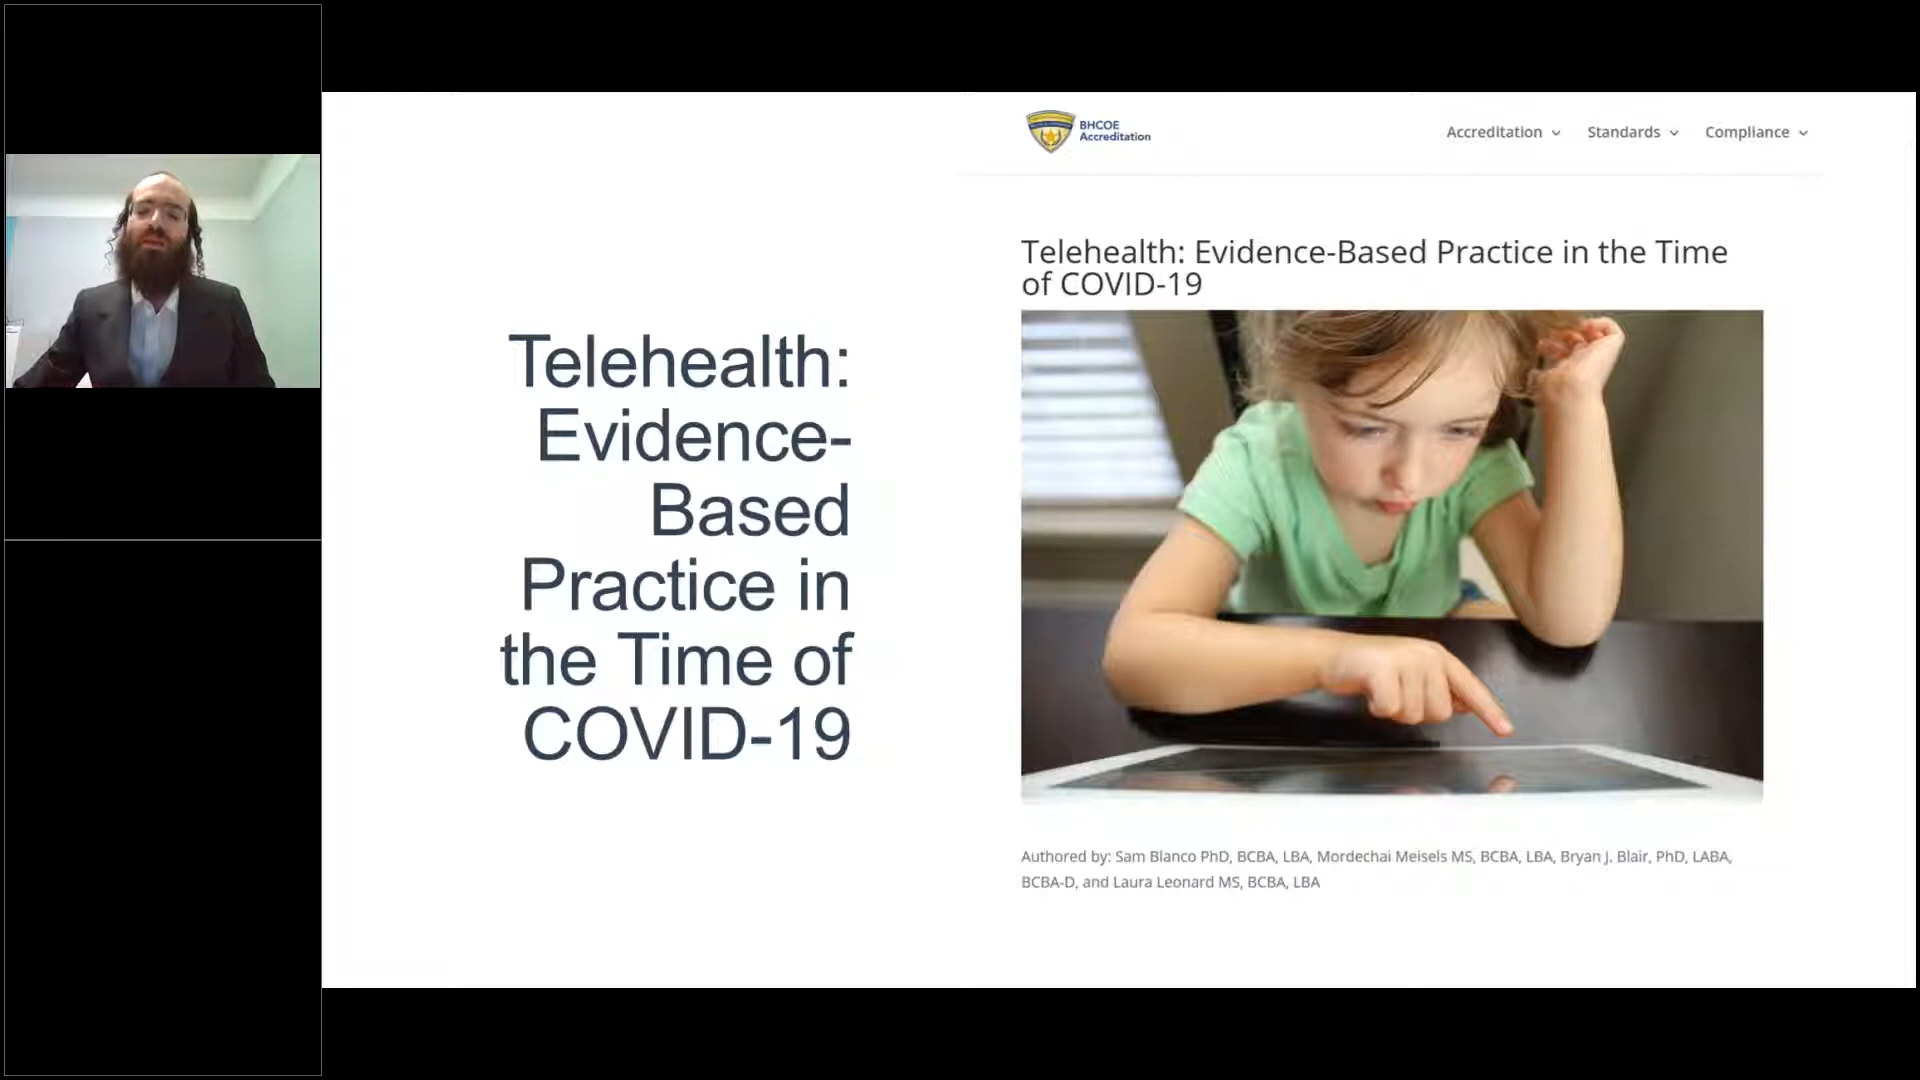 Telehealth:
Evidence-
Based
Practice in
the Time of
COVID-19
BHCOE
Accreditation
Accreditation
Standards
Compliance
Telehealth: Evidence-Based Practice in the Time
of COVID-19
Authored by: Sam Blanco PhD, BCBA, LBA, Mordechai Meisels MS, BCBA, LBA, Bryan J. Blair, PhD, LABA,
BCBA-D, and Laura Leonard MS, BCBA, LBA